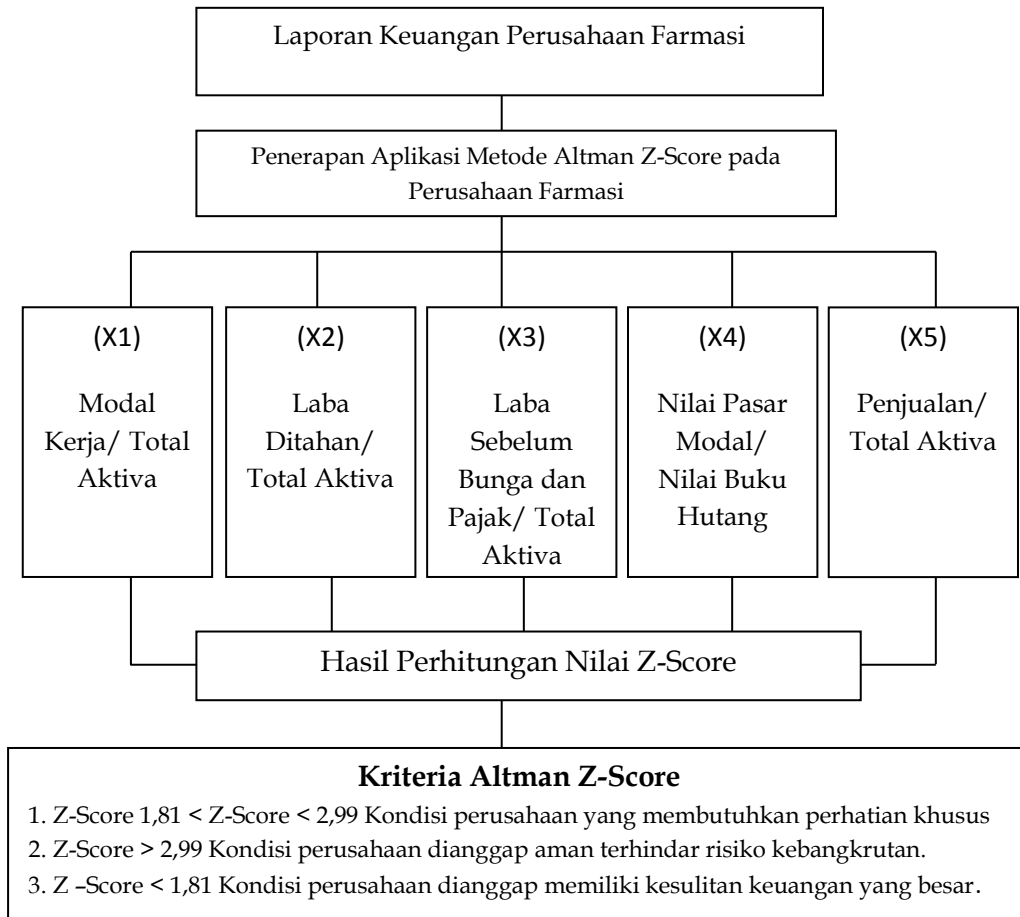 Laporan Keuangan Perusahaan Farmasi
Penerapan Aplikasi Metode Altman Z-Score pada
Perusahaan Farmasi
(X1)
Modal
Kerja/ Total
Aktiva
(X2)
Laba
Ditahan/
Total Aktiva
(X3)
Laba
Sebelum
Bunga dan
Pajak/ Total
Aktiva
(X4)
Nilai Pasar
Modal/
Nilai Buku
Hutang
(X5)
Penjualan/
Total Aktiva
Hasil Perhitungan Nilai Z-Score
Kriteria Altman Z-Score
1. Z-Score 1,81 < Z-Score < 2,99 Kondisi perusahaan yang membutuhkan perhatian khusus
2. Z-Score > 2,99 Kondisi perusahaan dianggap aman terhindar risiko kebangkrutan.
3. Z –Score < 1,81 Kondisi perusahaan dianggap memiliki kesulitan keuangan yang besar.